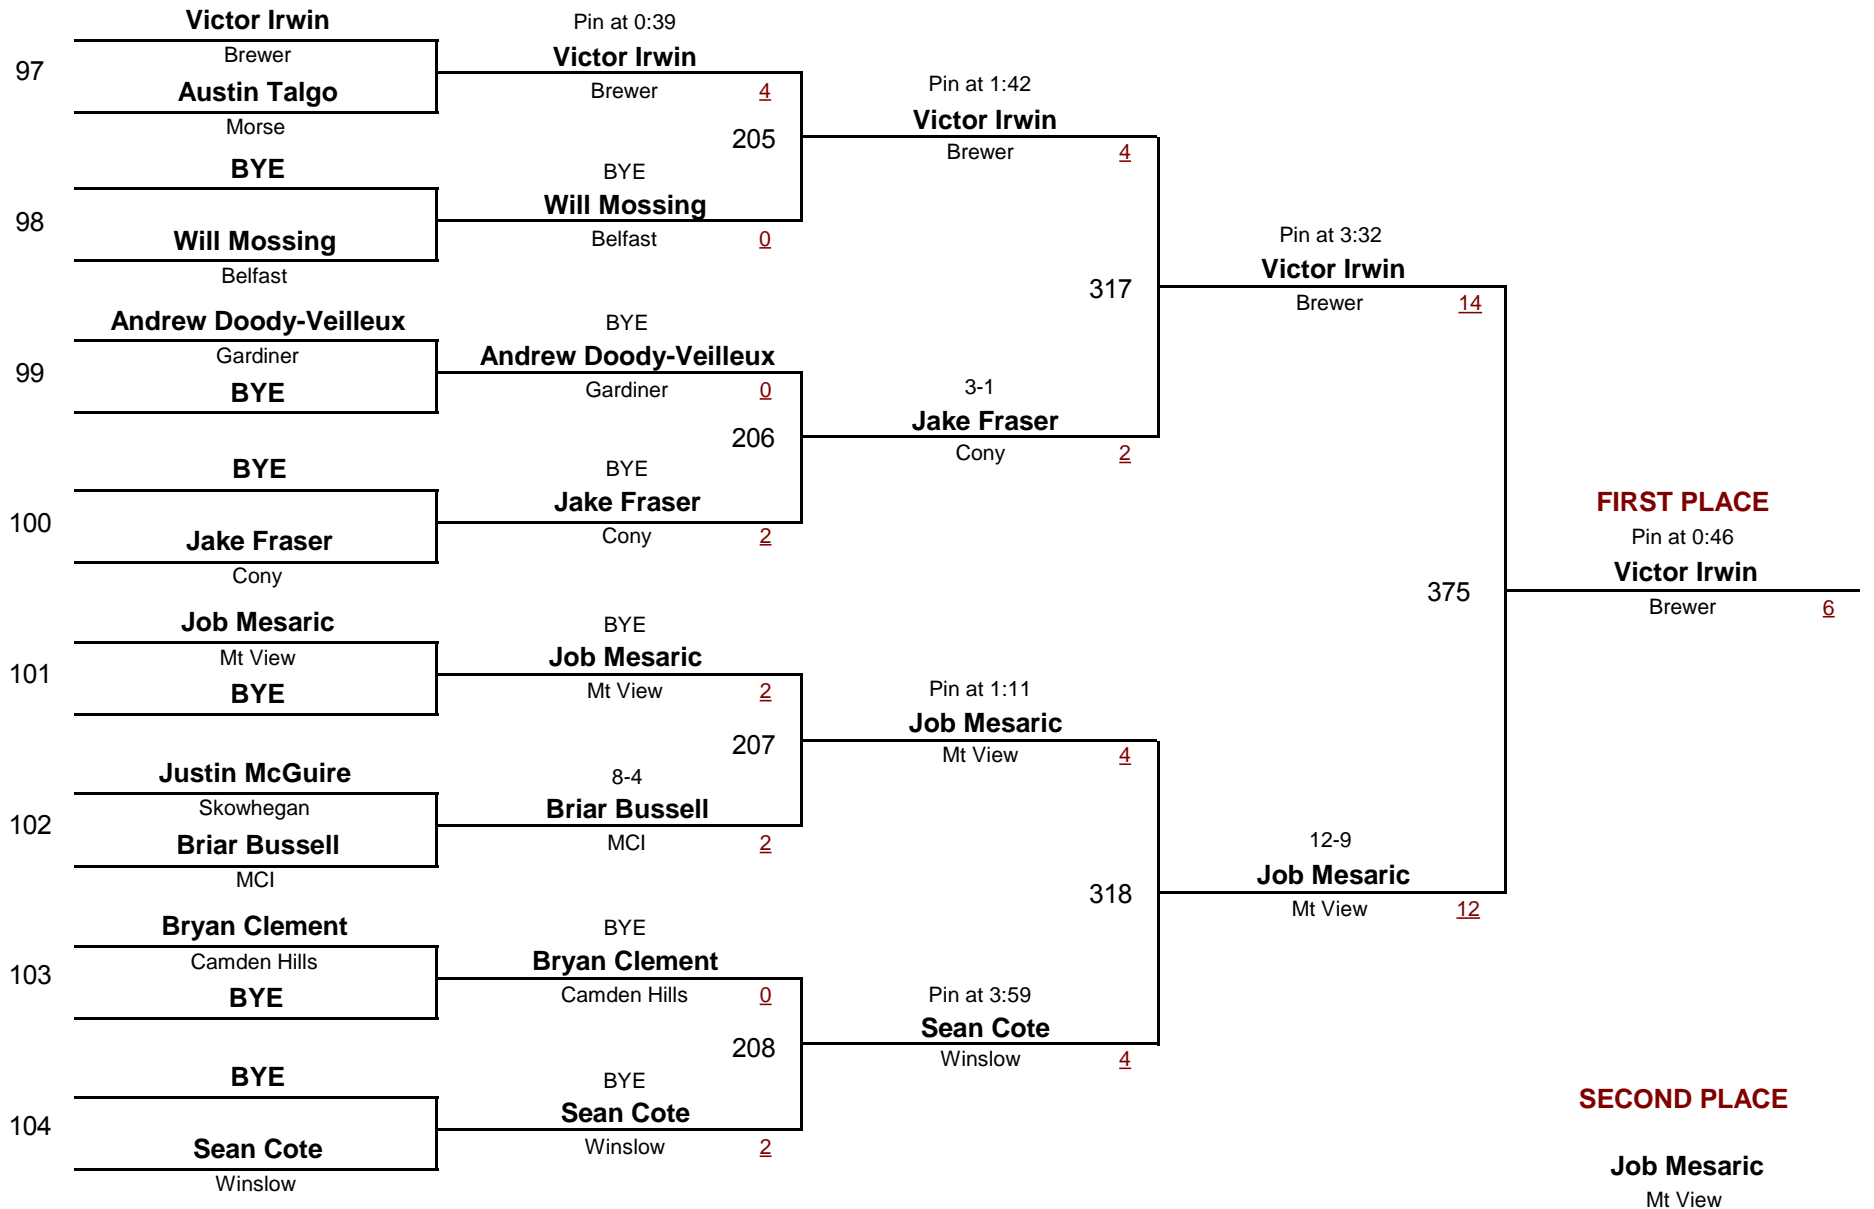 Victor Irwin
Brewer
97
Austin Talgo
Morse
BYE
98
Will Mossing
Belfast
Andrew Doody-Veilleux
Gardiner
99
BYE
BYE
100
Jake Fraser
Cony
Job Mesaric
Mt View
101
BYE
Justin McGuire
Skowhegan
102
Briar Bussell
MCI
Bryan Clement
Camden Hills
103
BYE
BYE
104
Sean Cote
Winslow
Pin at 0:39
Victor Irwin
Brewer 4
205
BYE
Will Mossing
Belfast 0
BYE
Andrew Doody-Veilleux
Gardiner 0
206
BYE
Jake Fraser
Cony 2
BYE
Job Mesaric
Mt View 2
207
8-4
Briar Bussell
MCI 2
BYE
Bryan Clement
Camden Hills 0
208
BYE
Sean Cote
Winslow 2
Pin at 1:42
Victor Irwin
Brewer 4
317
3-1
Jake Fraser
Cony 2
Pin at 1:11
Job Mesaric
Mt View 4
318
Pin at 3:59
Sean Cote
Winslow 4
Pin at 3:32
Victor Irwin
Brewer 14
375
12-9
Job Mesaric
Mt View 12
FIRST PLACE
Pin at 0:46
Victor Irwin
Brewer 6
SECOND PLACE
Job Mesaric
Mt View